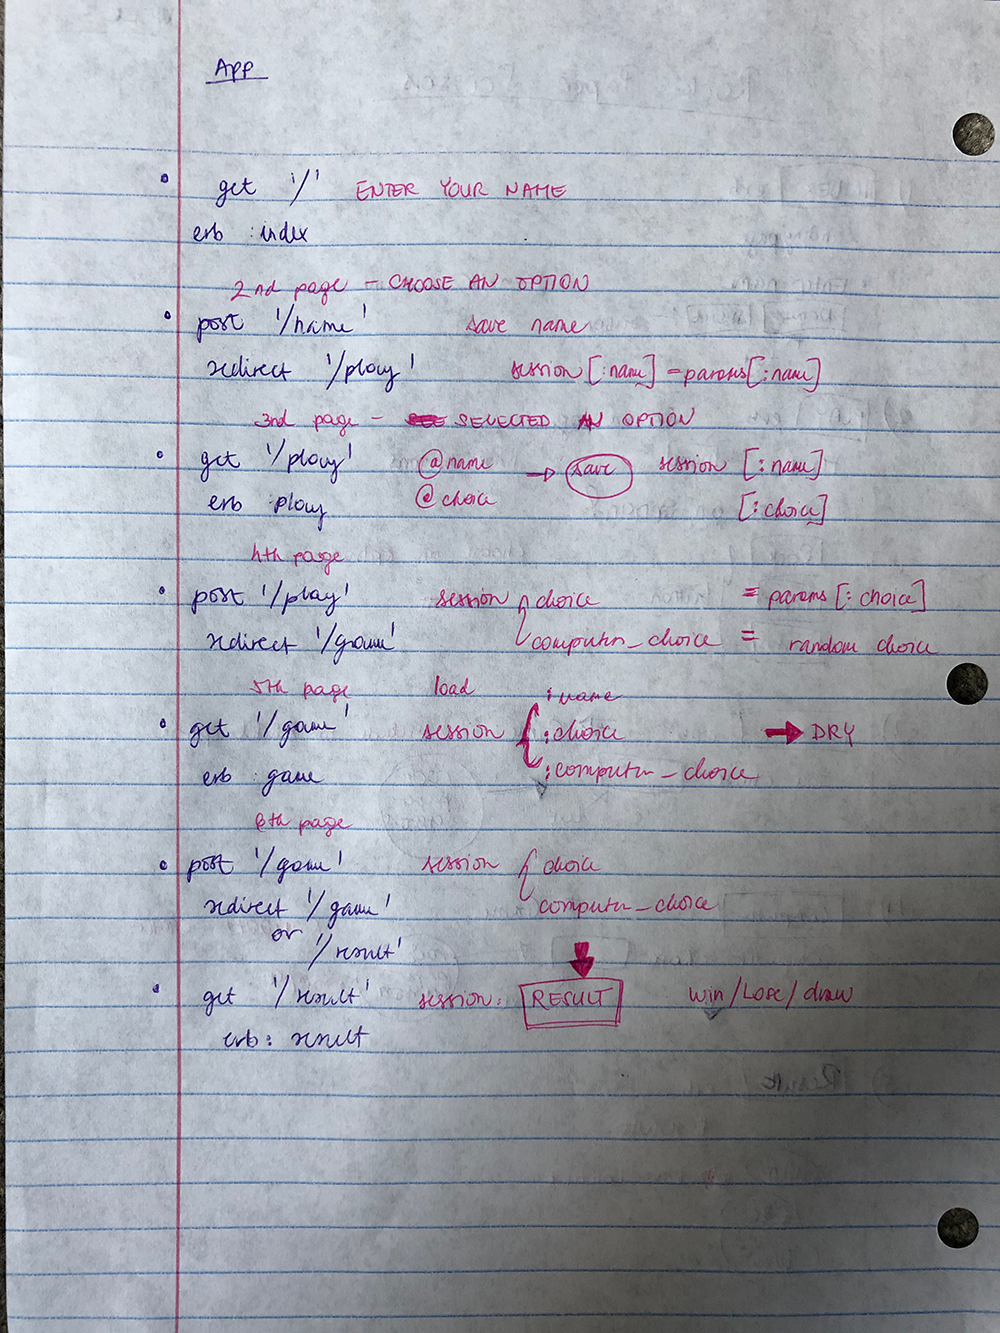 App
get '/' ENTER YOUR NAME
erb :index
2nd page - CHOOSE AN OPTION
post '/name' save name
redirect '/play' session [:name] = params[:name]
3nd page - SELECTED AN OPTION
get '/play' @name → save session [:name]
erb :play @choice [:choice]
4th page
post '/play' session { choice = params [:choice]
redirect '/game' computer_choice = random choice
5th page load :name
get '/game' session { :choice → DRY
erb :game :computer_choice
6th page
post '/game' session { choice
redirect '/game' computer_choice
or '/result'
get '/result' session: RESULT win/Lose/draw
erb: result
Result